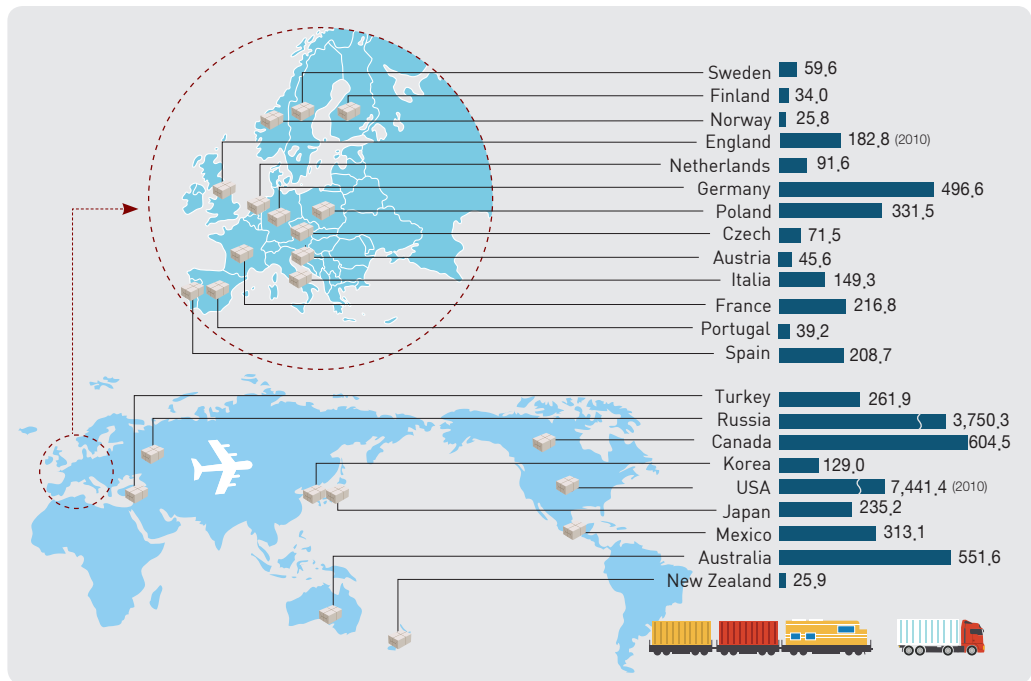 Sweden 59.6
Finland 34.0
Norway 25.8
England 182.8 (2010)
Netherlands 91.6
Germany 496.6
Poland 331.5
Czech 71.5
Austria 45.6
Italia 149.3
France 216.8
Portugal 39.2
Spain 208.7
Turkey 261.9
Russia 3,750.3
Canada 604.5
Korea 129.0
USA 7,441.4 (2010)
Japan 235.2
Mexico 313.1
Australia 551.6
New Zealand 25.9